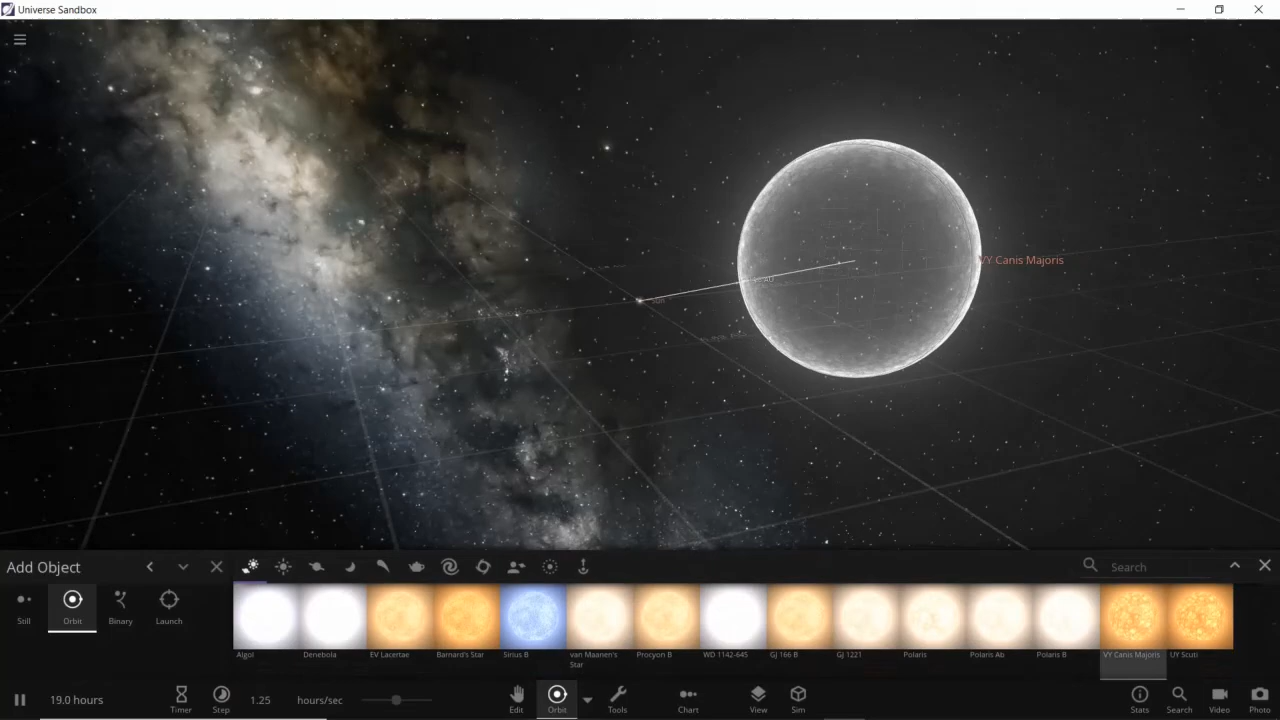 Universe Sandbox
VY Canis Majoris
Sun
AU
Add Object
Search
Still
Orbit
Binary
Launch
Algol
Denebola
EV Lacertae
Barnard's Star
Sirius B
van Maanen's
Star
Procyon B
WD 1142-645
GJ 166 B
GJ 1221
Polaris
Polaris Ab
Polaris B
VY Canis Majoris
UY Scuti
19.0 hours
Timer
Step
1.25
hours/sec
Edit
Orbit
Tools
Chart
View
Sim
Stats
Search
Video
Photo